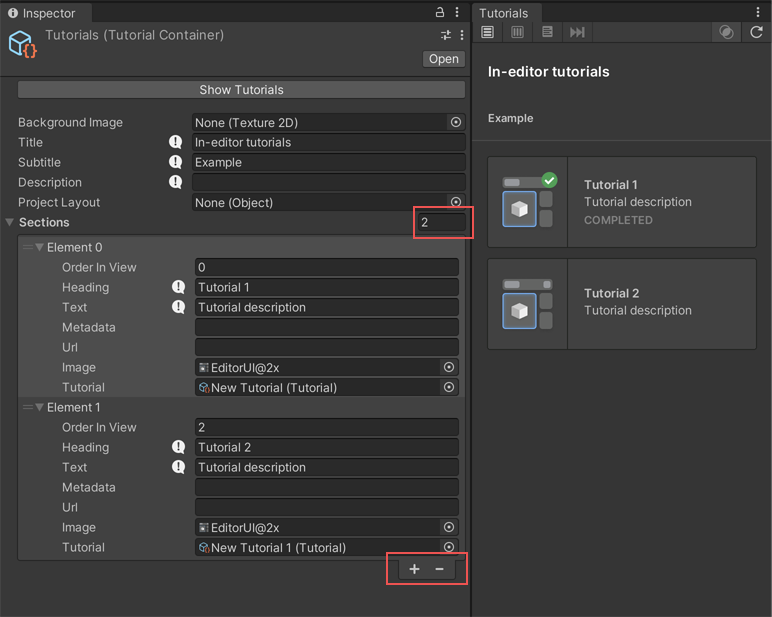 Inspector
Tutorials (Tutorial Container)
Open
Show Tutorials
Background Image None (Texture 2D)
Title In-editor tutorials
Subtitle Example
Description
Project Layout None (Object)
Sections 2
Element 0
Order In View 0
Heading Tutorial 1
Text Tutorial description
Metadata
Url
Image EditorUI@2x
Tutorial New Tutorial (Tutorial)
Element 1
Order In View 2
Heading Tutorial 2
Text Tutorial description
Metadata
Url
Image EditorUI@2x
Tutorial New Tutorial 1 (Tutorial)
+ −
Tutorials
In-editor tutorials
Example
Tutorial 1
Tutorial description
COMPLETED
Tutorial 2
Tutorial description